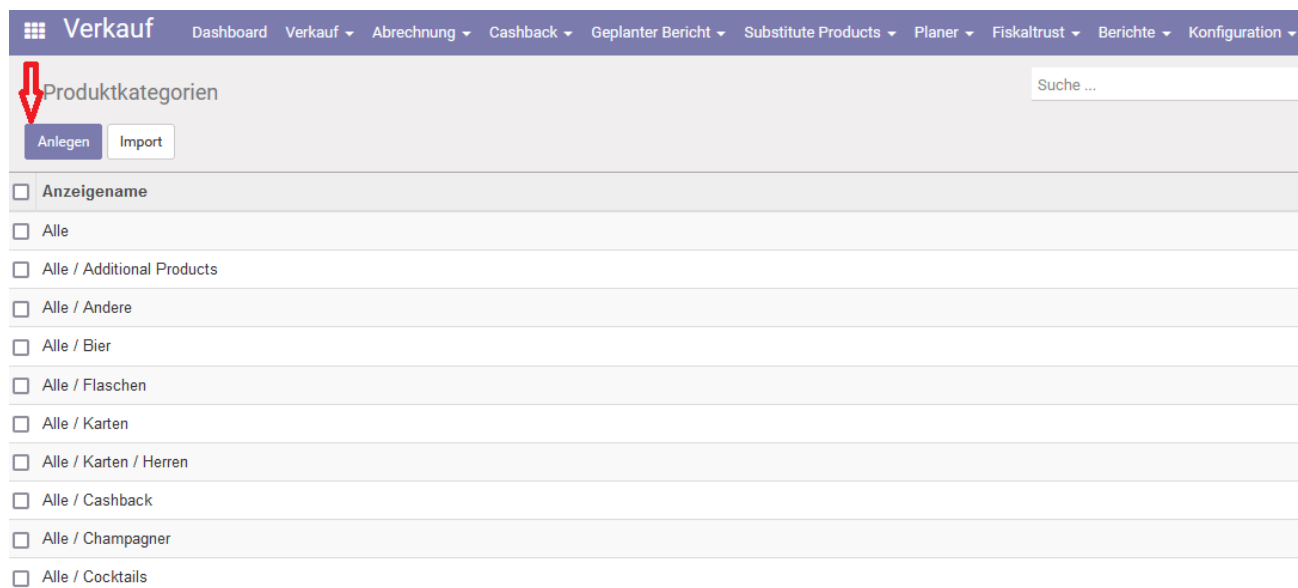 Verkauf Dashboard Verkauf Abrechnung Cashback Geplanter Bericht Substitute Products Planer Fiskaltrust Berichte Konfiguration
Produktkategorien Suche ...
Anlegen Import
Anzeigename
Alle
Alle / Additional Products
Alle / Andere
Alle / Bier
Alle / Flaschen
Alle / Karten
Alle / Karten / Herren
Alle / Cashback
Alle / Champagner
Alle / Cocktails